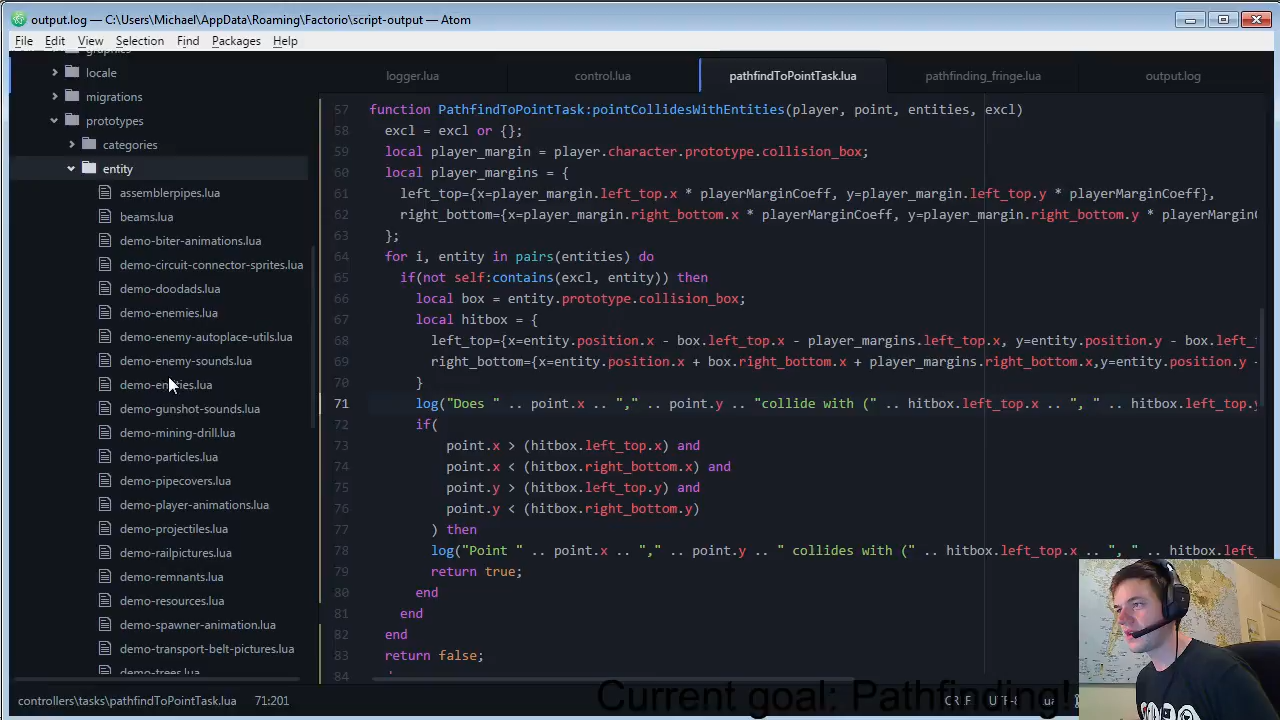 output.log — C:\Users\Michael\AppData\Roaming\Factorio\script-output — Atom
File Edit View Selection Find Packages Help
graphics
locale
migrations
prototypes
categories
entity
assemblerpipes.lua
beams.lua
demo-biter-animations.lua
demo-circuit-connector-sprites.lua
demo-doodads.lua
demo-enemies.lua
demo-enemy-autoplace-utils.lua
demo-enemy-sounds.lua
demo-entities.lua
demo-gunshot-sounds.lua
demo-mining-drill.lua
demo-particles.lua
demo-pipecovers.lua
demo-player-animations.lua
demo-projectiles.lua
demo-railpictures.lua
demo-remnants.lua
demo-resources.lua
demo-spawner-animation.lua
demo-transport-belt-pictures.lua
demo-trees.lua
logger.lua control.lua pathfindToPointTask.lua pathfinding_fringe.lua output.log
57 function PathfindToPointTask:pointCollidesWithEntities(player, point, entities, excl)
58 excl = excl or {};
59 local player_margin = player.character.prototype.collision_box;
60 local player_margins = {
61 left_top={x=player_margin.left_top.x * playerMarginCoeff, y=player_margin.left_top.y * playerMarginCoeff},
62 right_bottom={x=player_margin.right_bottom.x * playerMarginCoeff, y=player_margin.right_bottom.y * playerMargin
63 };
64 for i, entity in pairs(entities) do
65 if(not self:contains(excl, entity)) then
66 local box = entity.prototype.collision_box;
67 local hitbox = {
68 left_top={x=entity.position.x - box.left_top.x - player_margins.left_top.x, y=entity.position.y - box.left_t
69 right_bottom={x=entity.position.x + box.right_bottom.x + player_margins.right_bottom.x,y=entity.position.y -
70 }
71 log("Does " .. point.x .. "," .. point.y .. "collide with (" .. hitbox.left_top.x .. ", " .. hitbox.left_top.y
72 if(
73 point.x > (hitbox.left_top.x) and
74 point.x < (hitbox.right_bottom.x) and
75 point.y > (hitbox.left_top.y) and
76 point.y < (hitbox.right_bottom.y)
77 ) then
78 log("Point " .. point.x .. "," .. point.y .. " collides with (" .. hitbox.left_top.x .. ", " .. hitbox.left_
79 return true;
80 end
81 end
82 end
83 return false;
84
controllers\tasks\pathfindToPointTask.lua 71:201 CRLF UTF-8 Lua
Current goal: Pathfinding!